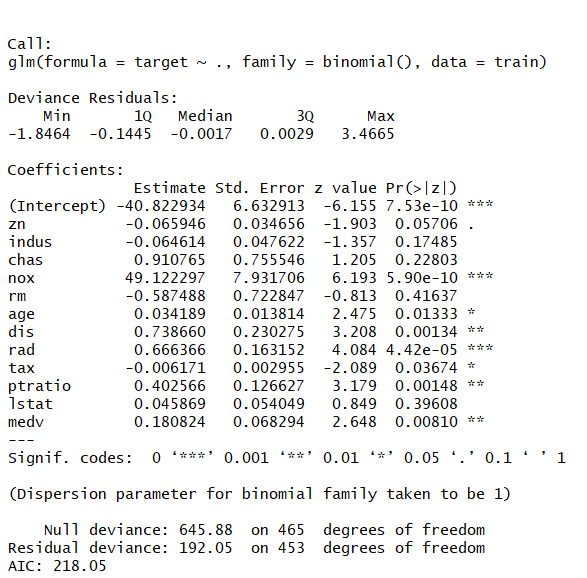 Call:
glm(formula = target ~ ., family = binomial(), data = train)
Deviance Residuals:
Min 1Q Median 3Q Max
-1.8464 -0.1445 -0.0017 0.0029 3.4665
Coefficients:
Estimate Std. Error z value Pr(>|z|)
(Intercept) -40.822934 6.632913 -6.155 7.53e-10 ***
zn -0.065946 0.034656 -1.903 0.05706 .
indus -0.064614 0.047622 -1.357 0.17485
chas 0.910765 0.755546 1.205 0.22803
nox 49.122297 7.931706 6.193 5.90e-10 ***
rm -0.587488 0.722847 -0.813 0.41637
age 0.034189 0.013814 2.475 0.01333 *
dis 0.738660 0.230275 3.208 0.00134 **
rad 0.666366 0.163152 4.084 4.42e-05 ***
tax -0.006171 0.002955 -2.089 0.03674 *
ptratio 0.402566 0.126627 3.179 0.00148 **
lstat 0.045869 0.054049 0.849 0.39608
medv 0.180824 0.068294 2.648 0.00810 **
---
Signif. codes: 0 ‘***’ 0.001 ‘**’ 0.01 ‘*’ 0.05 ‘.’ 0.1 ‘ ’ 1
(Dispersion parameter for binomial family taken to be 1)
Null deviance: 645.88 on 465 degrees of freedom
Residual deviance: 192.05 on 453 degrees of freedom
AIC: 218.05